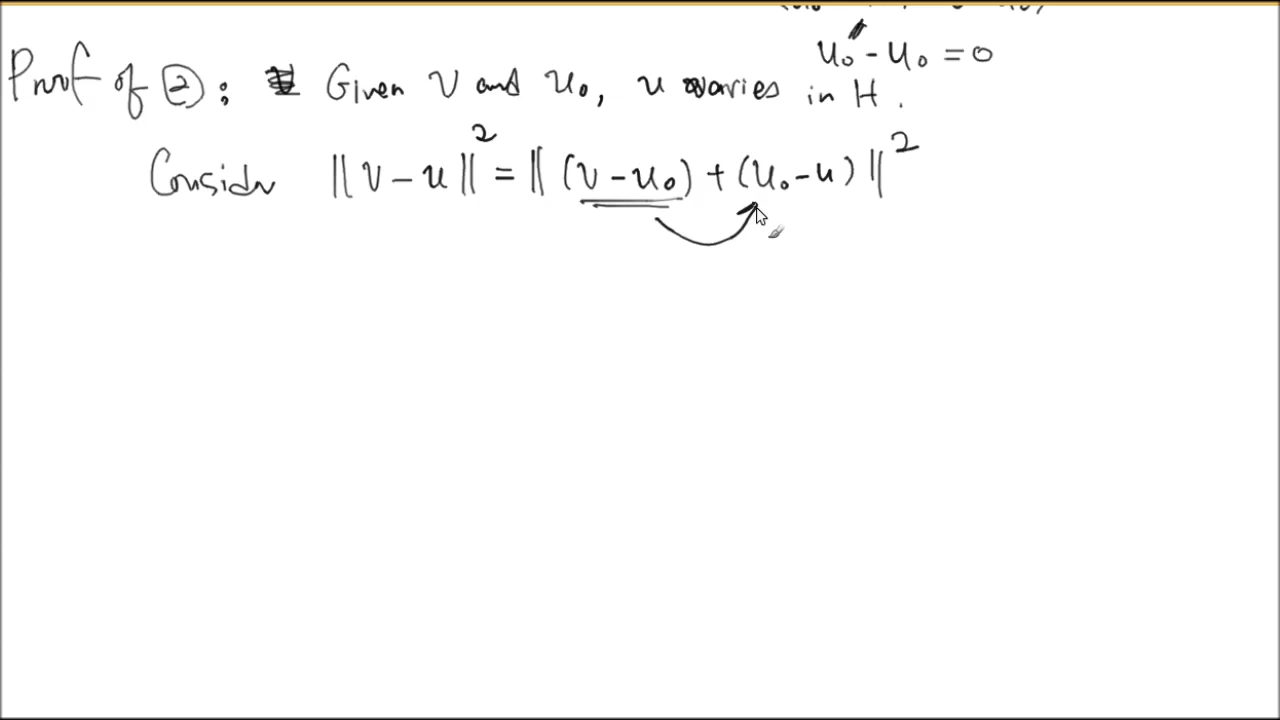 u₀ - u₀ = 0
Proof of ②: Given v and u₀, u varies in H.
Consider ||v - u||² = ||(v - u₀) + (u₀ - u)||²